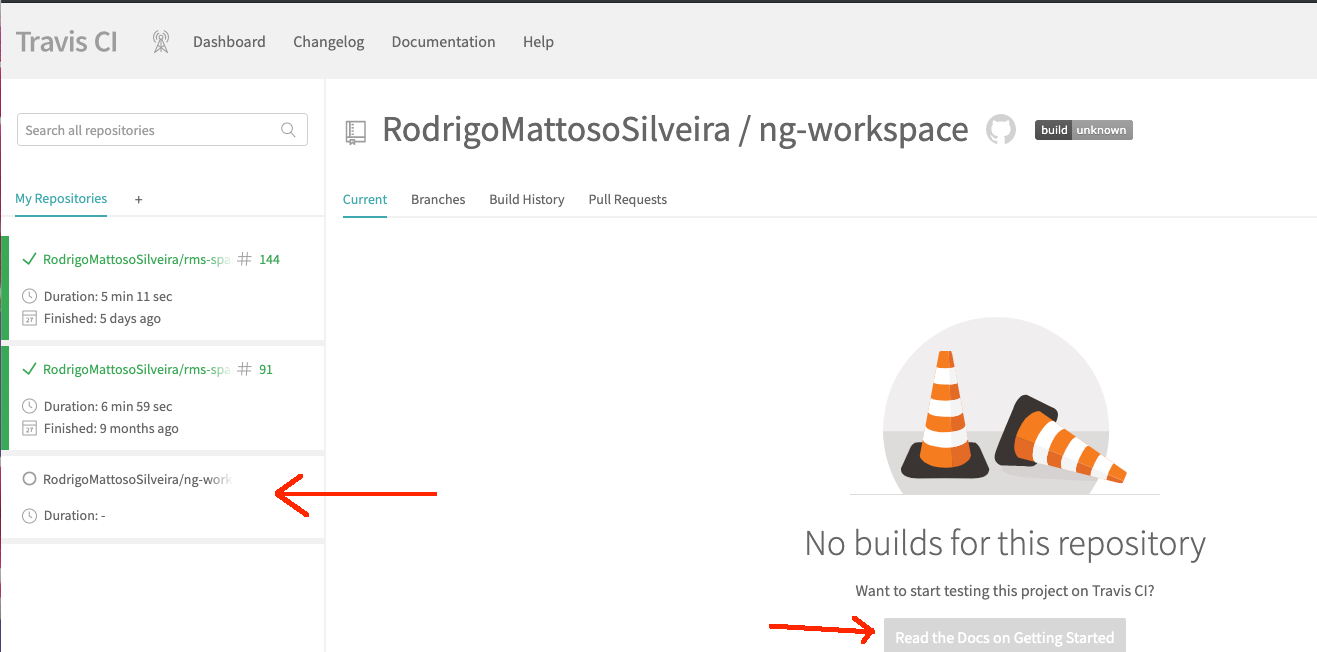 Travis CI Dashboard Changelog Documentation Help
Search all repositories
RodrigoMattosoSilveira / ng-workspace build unknown
My Repositories +
Current Branches Build History Pull Requests
RodrigoMattosoSilveira/rms-spa # 144
Duration: 5 min 11 sec
27 Finished: 5 days ago
RodrigoMattosoSilveira/rms-spa # 91
Duration: 6 min 59 sec
27 Finished: 9 months ago
RodrigoMattosoSilveira/ng-work
Duration: -
No builds for this repository
Want to start testing this project on Travis CI?
Read the Docs on Getting Started